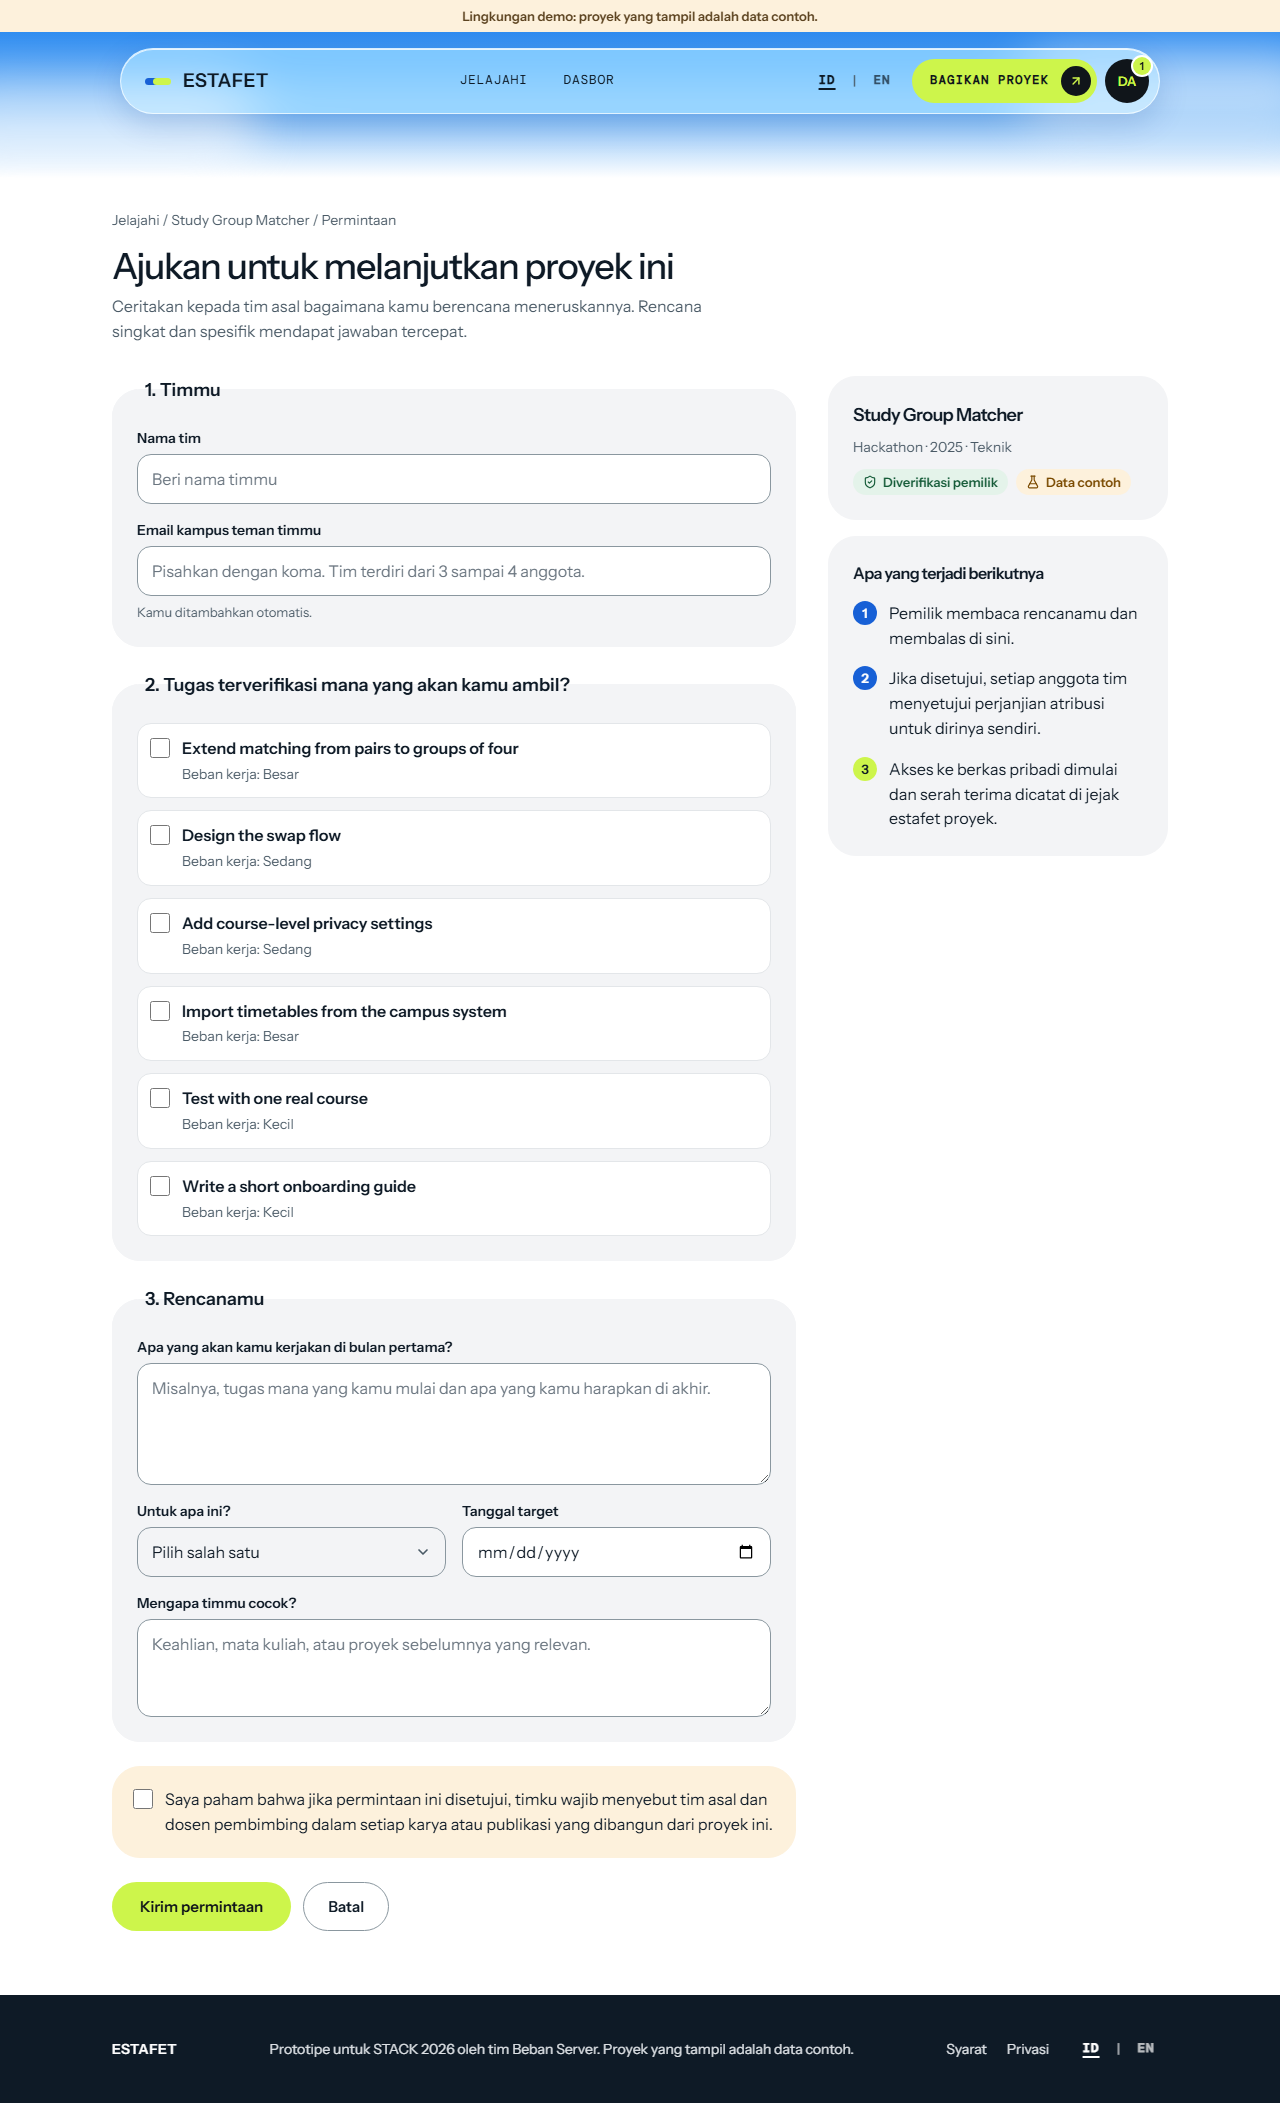 Lingkungan demo: proyek yang tampil adalah data contoh.
ESTAFET
JELAJAHI
DASBOR
ID | EN
BAGIKAN PROYEK
DA
1
Jelajahi / Study Group Matcher / Permintaan
Ajukan untuk melanjutkan proyek ini
Ceritakan kepada tim asal bagaimana kamu berencana meneruskannya. Rencana
singkat dan spesifik mendapat jawaban tercepat.
1. Timmu
Nama tim
Beri nama timmu
Email kampus teman timmu
Pisahkan dengan koma. Tim terdiri dari 3 sampai 4 anggota.
Kamu ditambahkan otomatis.
2. Tugas terverifikasi mana yang akan kamu ambil?
Extend matching from pairs to groups of four
Beban kerja: Besar
Design the swap flow
Beban kerja: Sedang
Add course-level privacy settings
Beban kerja: Sedang
Import timetables from the campus system
Beban kerja: Besar
Test with one real course
Beban kerja: Kecil
Write a short onboarding guide
Beban kerja: Kecil
3. Rencanamu
Apa yang akan kamu kerjakan di bulan pertama?
Misalnya, tugas mana yang kamu mulai dan apa yang kamu harapkan di akhir.
Untuk apa ini?
Pilih salah satu
Tanggal target
mm/dd/yyyy
Mengapa timmu cocok?
Keahlian, mata kuliah, atau proyek sebelumnya yang relevan.
Saya paham bahwa jika permintaan ini disetujui, timku wajib menyebut tim asal dan
dosen pembimbing dalam setiap karya atau publikasi yang dibangun dari proyek ini.
Kirim permintaan
Batal
Study Group Matcher
Hackathon · 2025 · Teknik
Diverifikasi pemilik
Data contoh
Apa yang terjadi berikutnya
1 Pemilik membaca rencanamu dan
membalas di sini.
2 Jika disetujui, setiap anggota tim
menyetujui perjanjian atribusi
untuk dirinya sendiri.
3 Akses ke berkas pribadi dimulai
dan serah terima dicatat di jejak
estafet proyek.
ESTAFET
Prototipe untuk STACK 2026 oleh tim Beban Server. Proyek yang tampil adalah data contoh.
Syarat
Privasi
ID | EN